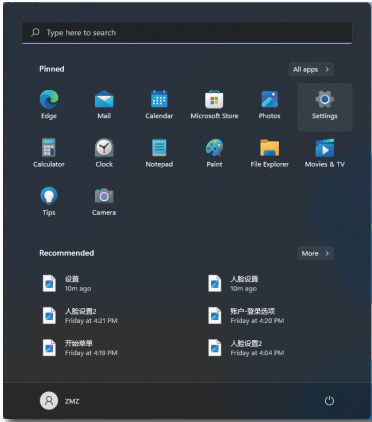 Type here to search
Pinned
All apps
Edge
Mail
Calendar
Microsoft Store
Photos
Settings
Calculator
Clock
Notepad
Paint
File Explorer
Movies & TV
Tips
Camera
Recommended
More
设置
10m ago
人脸设置
10m ago
人脸设置2
Friday at 4:21 PM
账户-登录选项
Friday at 4:20 PM
开始菜单
Friday at 4:19 PM
人脸设置2
Friday at 4:04 PM
ZMZ